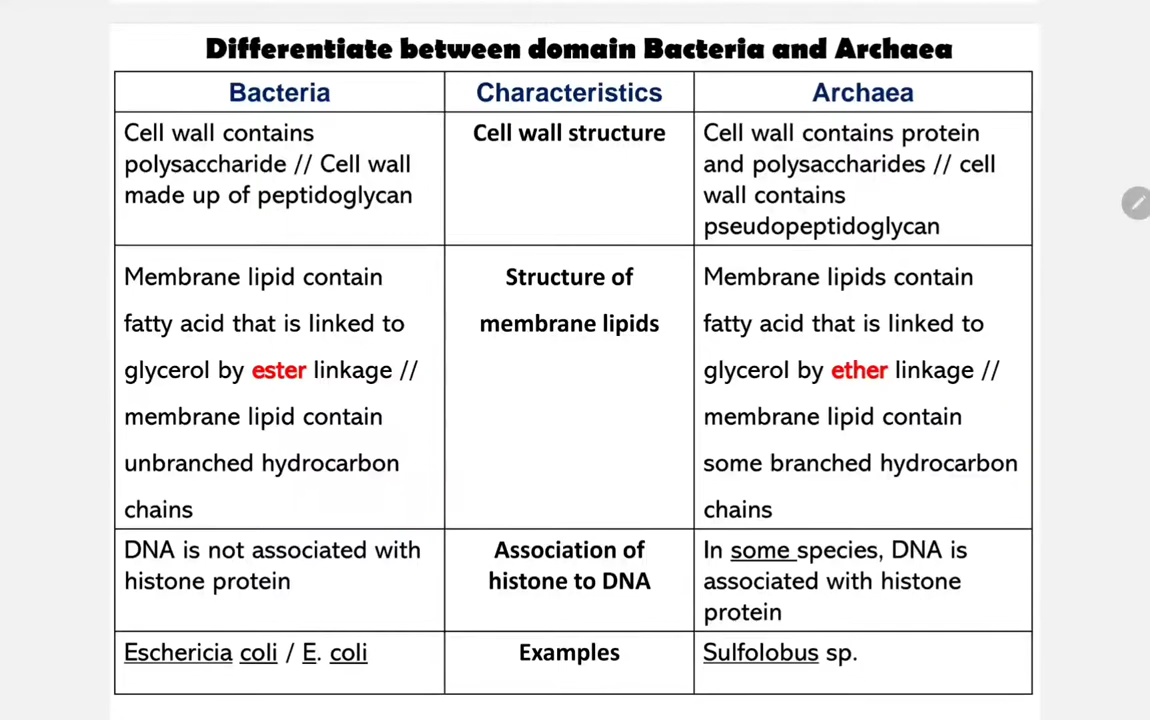 Differentiate between domain Bacteria and Archaea
Bacteria
Characteristics
Archaea
Cell wall contains
polysaccharide // Cell wall
made up of peptidoglycan
Cell wall structure
Cell wall contains protein
and polysaccharides // cell
wall contains
pseudopeptidoglycan
Membrane lipid contain
fatty acid that is linked to
glycerol by ester linkage //
membrane lipid contain
unbranched hydrocarbon
chains
Structure of
membrane lipids
Membrane lipids contain
fatty acid that is linked to
glycerol by ether linkage //
membrane lipid contain
some branched hydrocarbon
chains
DNA is not associated with
histone protein
Association of
histone to DNA
In some species, DNA is
associated with histone
protein
Eschericia coli / E. coli
Examples
Sulfolobus sp.